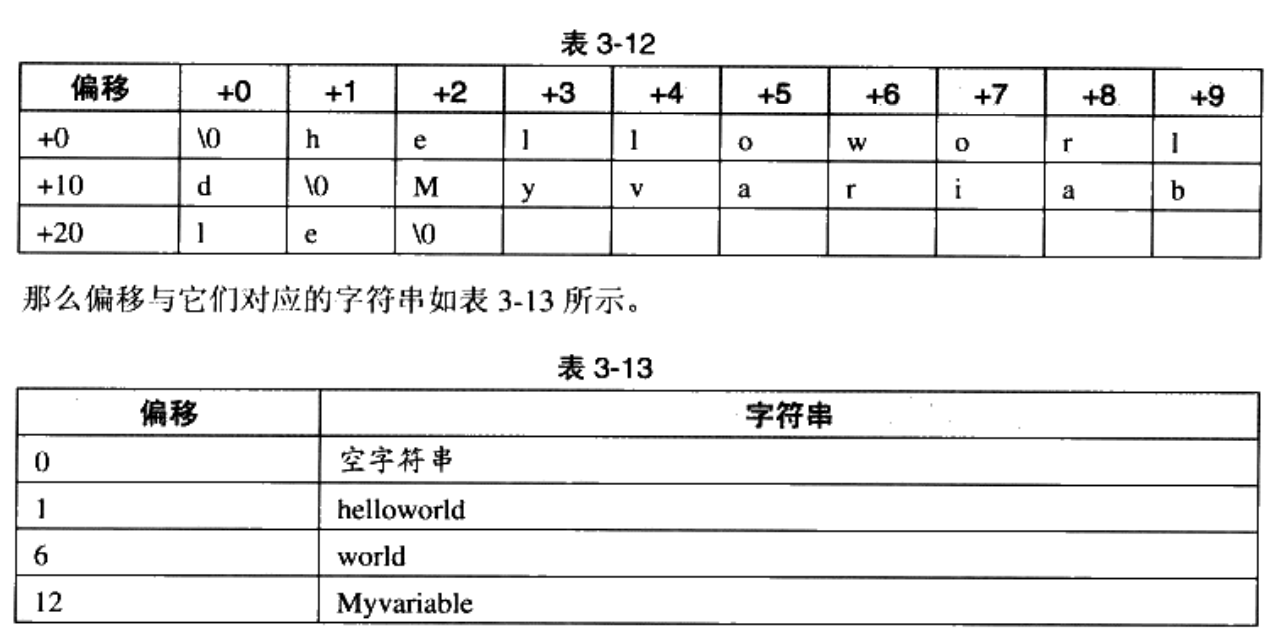 表 3-12
偏移 +0 +1 +2 +3 +4 +5 +6 +7 +8 +9
+0 \0 h e l l o w o r l
+10 d \0 M y v a r i a b
+20 l e \0
那么偏移与它们对应的字符串如表 3-13 所示。
表 3-13
偏移 字符串
0 空字符串
1 helloworld
6 world
12 Myvariable